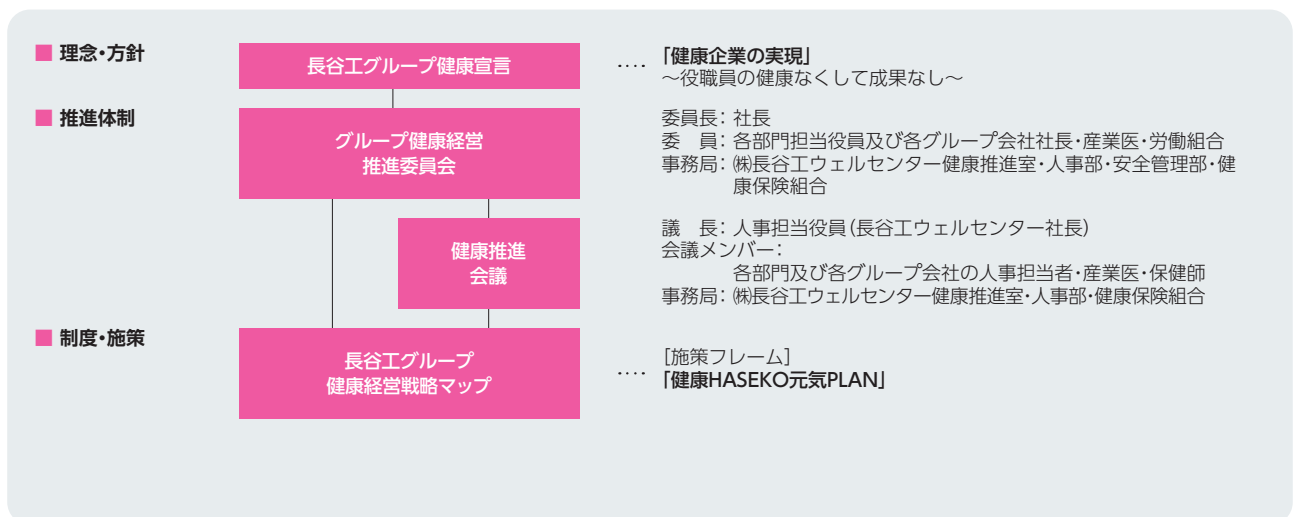 ■ 理念・方針
長谷工グループ健康宣言
‥‥ 「健康企業の実現」
～役職員の健康なくして成果なし～
■ 推進体制
グループ健康経営
推進委員会
委員長：社長
委　員：各部門担当役員及び各グループ会社社長・産業医・労働組合
事務局：㈱長谷工ウェルセンター健康推進室・人事部・安全管理部・健
康保険組合
健康推進
会議
議　長：人事担当役員（長谷工ウェルセンター社長）
会議メンバー：
各部門及び各グループ会社の人事担当者・産業医・保健師
事務局：㈱長谷工ウェルセンター健康推進室・人事部・健康保険組合
■ 制度・施策
長谷工グループ
健康経営戦略マップ
［施策フレーム］
‥‥ 「健康HASEKO元気PLAN」